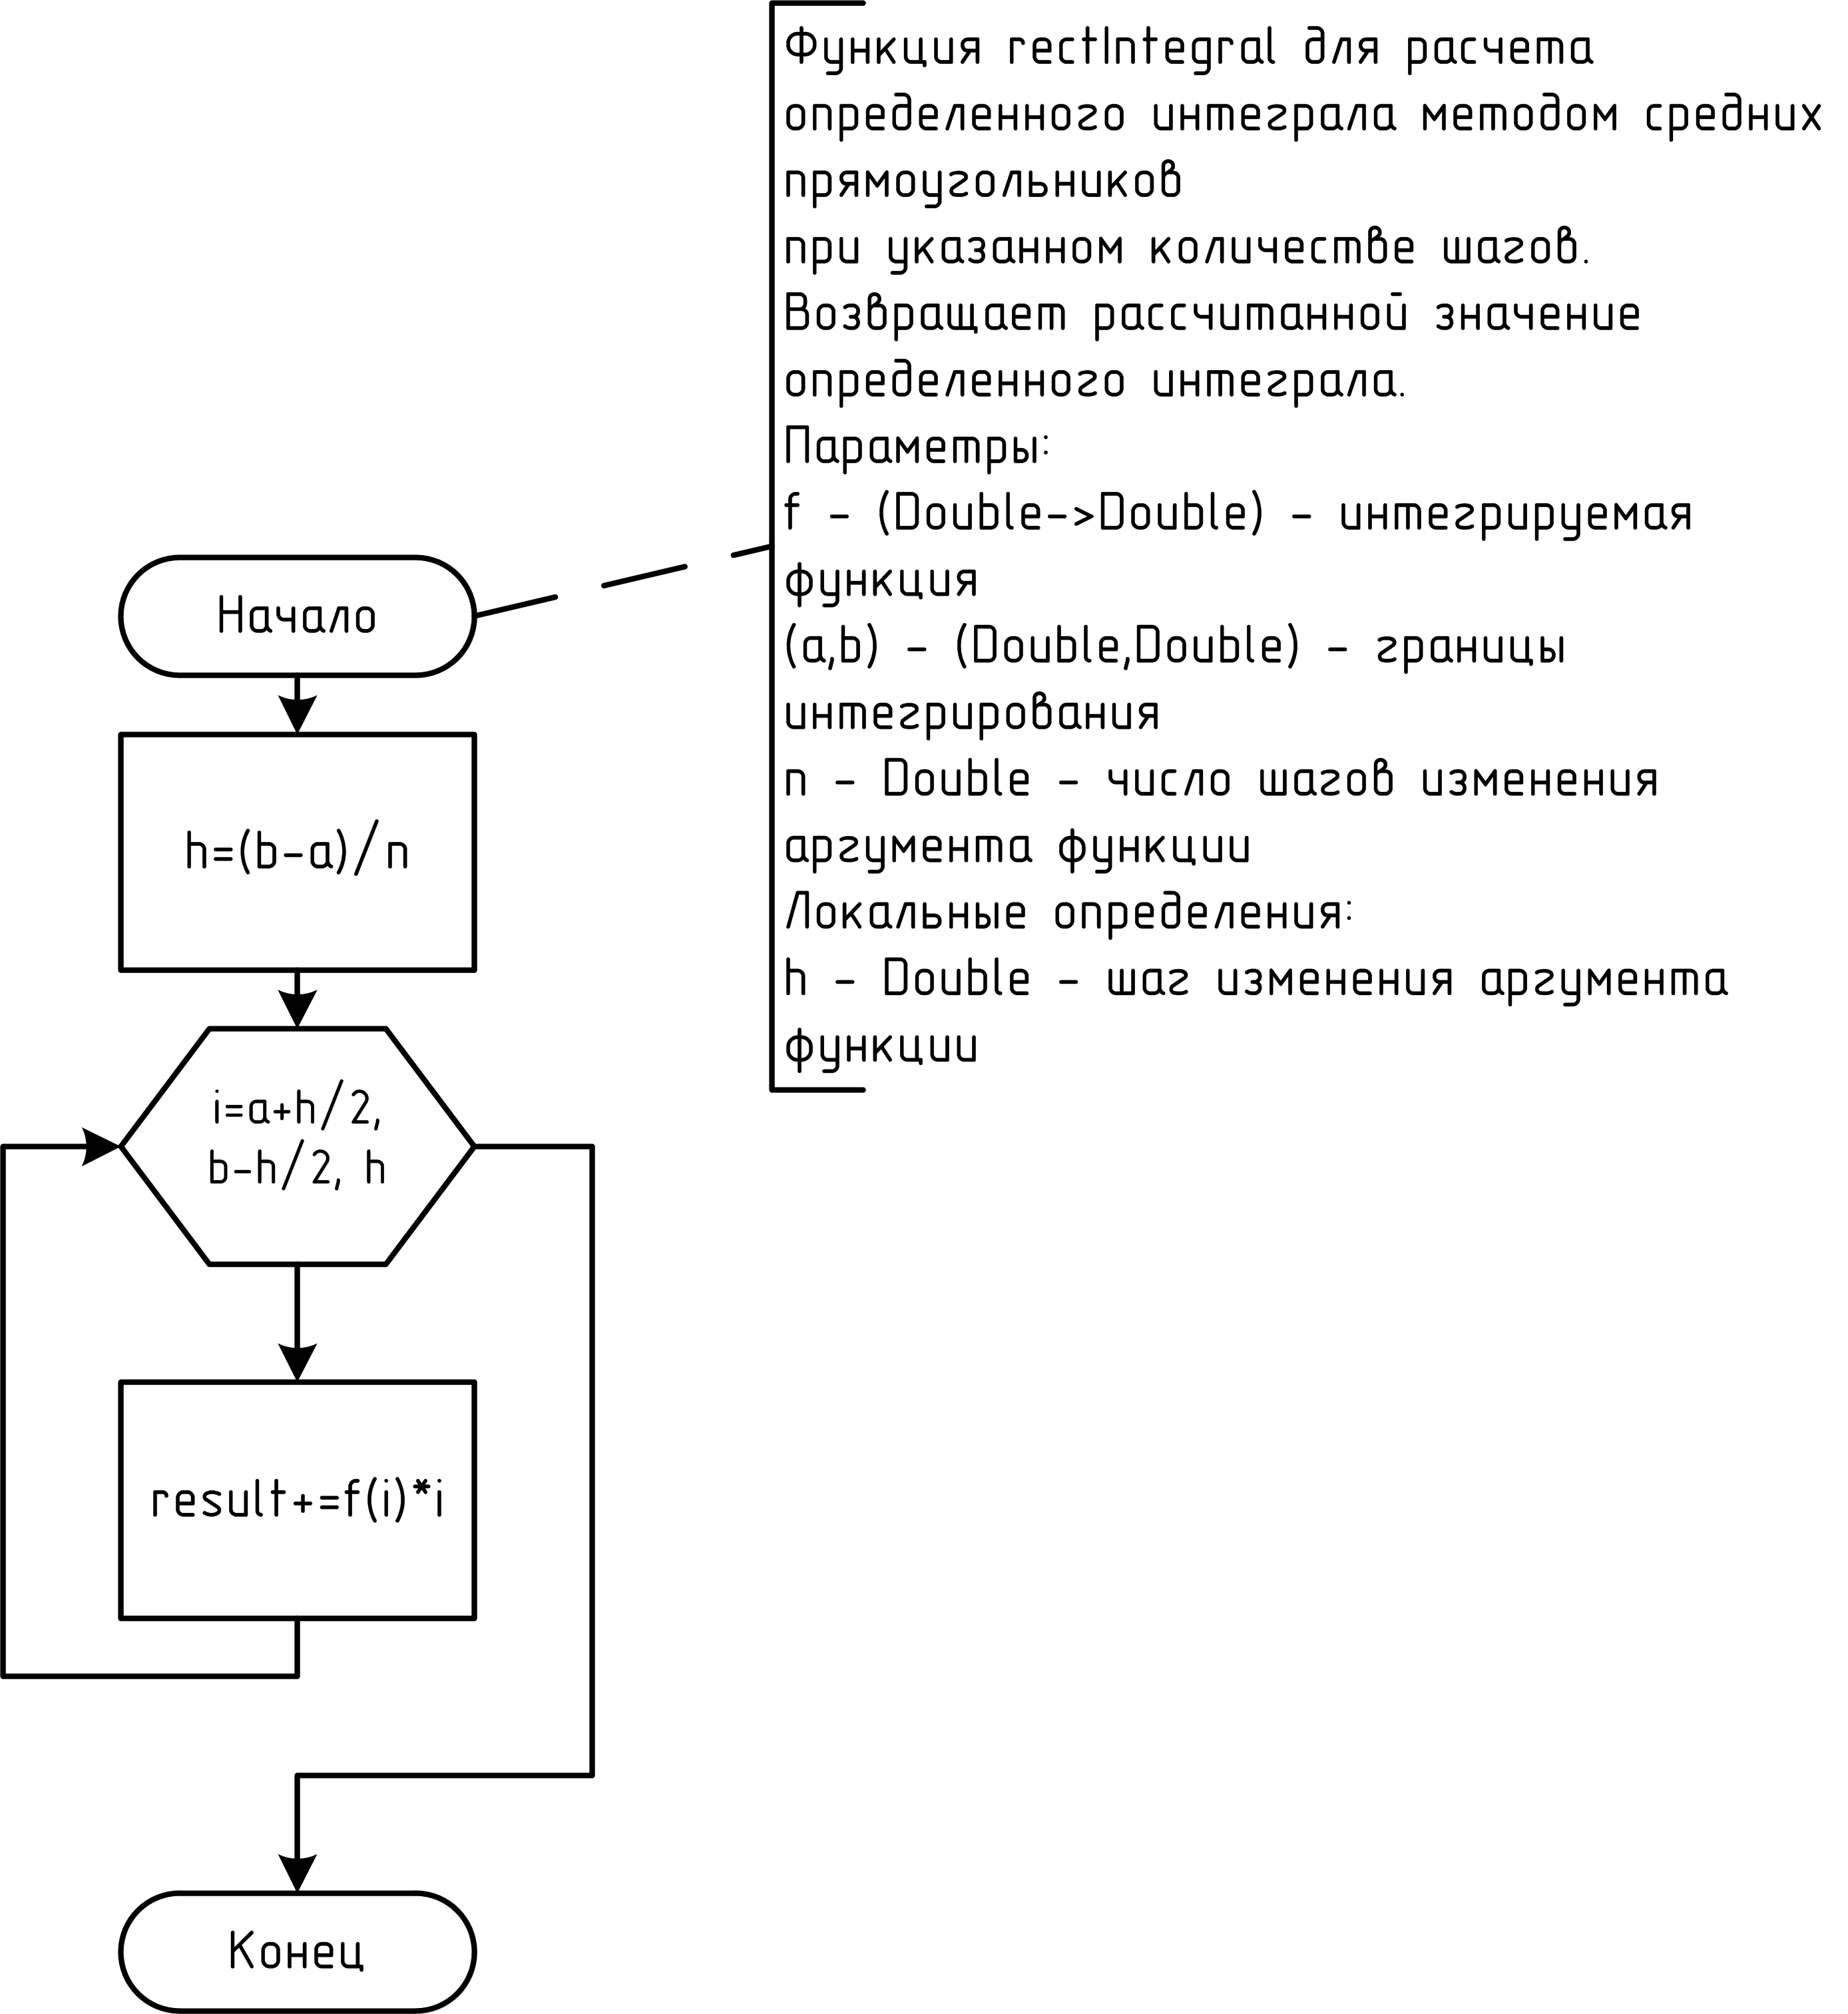 Функция rectIntegral для расчета
определенного интеграла методом средних
прямоугольников
при указанном количестве шагов.
Возвращает рассчитанной значение
определенного интеграла.
Параметры:
f - (Double->Double) - интегрируемая
функция
(a,b) - (Double,Double) - границы
интегрирования
n - Double - число шагов изменения
аргумента функции
Локальные определения:
h - Double - шаг изменения аргумента
функции
Начало
h=(b-a)/n
i=a+h/2,
b-h/2, h
result+=f(i)*i
Конец